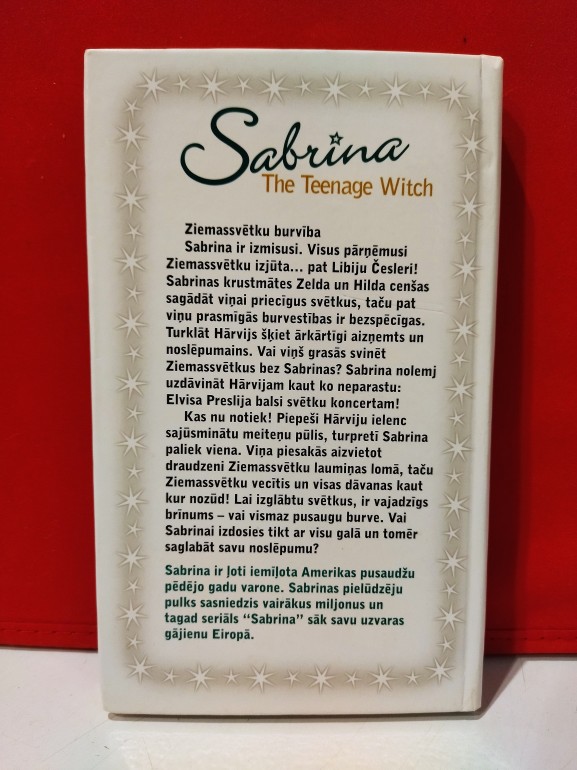 Sabrina
The Teenage Witch
Ziemassvētku burvība
Sabrina ir izmisusi. Visus pārņēmusi
Ziemassvētku izjūta... pat Libiju Česleri!
Sabrinas krustmātes Zelda un Hilda cenšas
sagādāt viņai priecīgus svētkus, taču pat
viņu prasmīgās burvestības ir bezspēcīgas.
Turklāt Hārvijs šķiet ārkārtīgi aizņemts un
noslēpumains. Vai viņš grasās svinēt
Ziemassvētkus bez Sabrinas? Sabrina nolemj
uzdāvināt Hārvijam kaut ko neparastu:
Elvisa Preslija balsi svētku koncertam!
Kas nu notiek! Piepeši Hārviju ielenc
sajūsminātu meiteņu pūlis, turpretī Sabrina
paliek viena. Viņa piesakās aizvietot
draudzeni Ziemassvētku laumiņas lomā, taču
Ziemassvētku vecītis un visas dāvanas kaut
kur nozūd! Lai izglābtu svētkus, ir vajadzīgs
brīnums – vai vismaz pusaugu burve. Vai
Sabrinai izdosies tikt ar visu galā un tomēr
saglabāt savu noslēpumu?
Sabrina ir ļoti iemīļota Amerikas pusaudžu
pēdējo gadu varone. Sabrinas pielūdzēju
pulks sasniedzis vairākus miljonus un
tagad seriāls “Sabrina” sāk savu uzvaras
gājienu Eiropā.